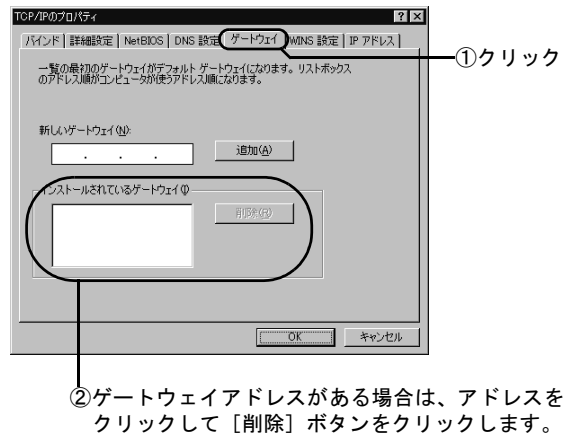 TCP/IPのプロパティ
バインド 詳細設定 NetBIOS DNS 設定 ゲートウェイ WINS 設定 IP アドレス
①クリック
一覧の最初のゲートウェイがデフォルト ゲートウェイになります。リストボックス
のアドレス順がコンピュータが使うアドレス順になります。
新しいゲートウェイ(N):
. . . 追加(A)
インストールされているゲートウェイ(I)
削除(R)
OK キャンセル
②ゲートウェイアドレスがある場合は、アドレスを
クリックして［削除］ボタンをクリックします。